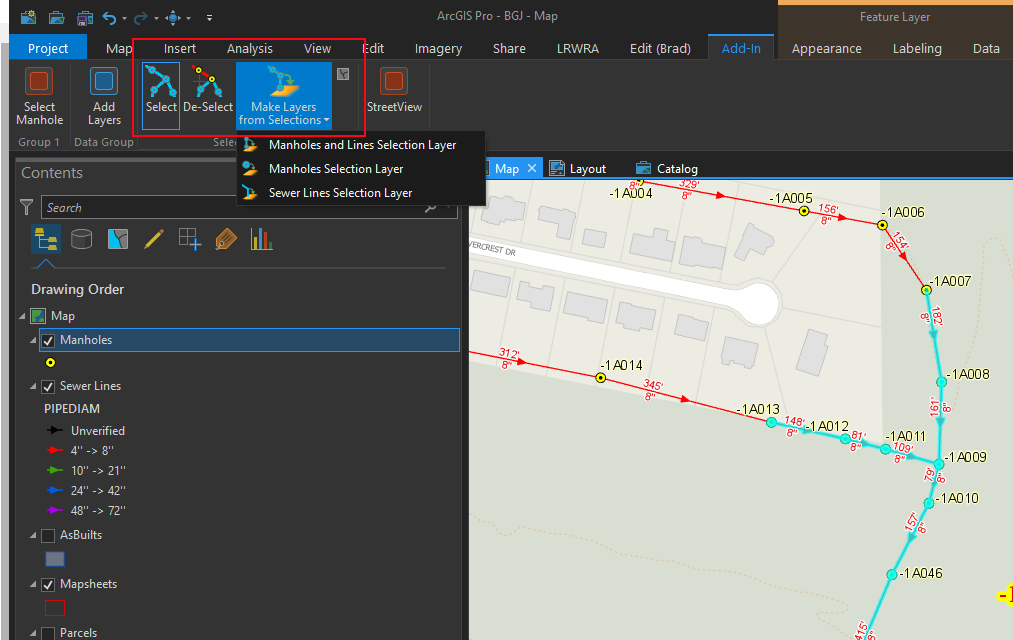 ArcGIS Pro - BGJ - Map
Feature Layer
Project Map Insert Analysis View Edit Imagery Share LRWRA Edit (Brad) Add-In Appearance Labeling Data
Select Manhole
Add Layers
Select
De-Select
Make Layers from Selections
StreetView
Group 1
Data Group
Selec
Manholes and Lines Selection Layer
Manholes Selection Layer
Sewer Lines Selection Layer
Contents
Search
Map
Layout
Catalog
Drawing Order
Map
Manholes
Sewer Lines
PIPEDIAM
Unverified
4'' -> 8''
10'' -> 21''
24'' -> 42''
48'' -> 72''
AsBuilts
Mapsheets
Parcels
-1A004
329'
8"
8"
-1A005
156'
8"
-1A006
154'
8"
-1A007
VERCREST DR
182'
8"
312'
8"
-1A014
345'
8"
-1A008
161'
8"
-1A013
148'
8"
-1A012
81'
8"
-1A011
109'
8"
-1A009
79'
8"
-1A010
157'
8"
-1A046
-1
415'
8"